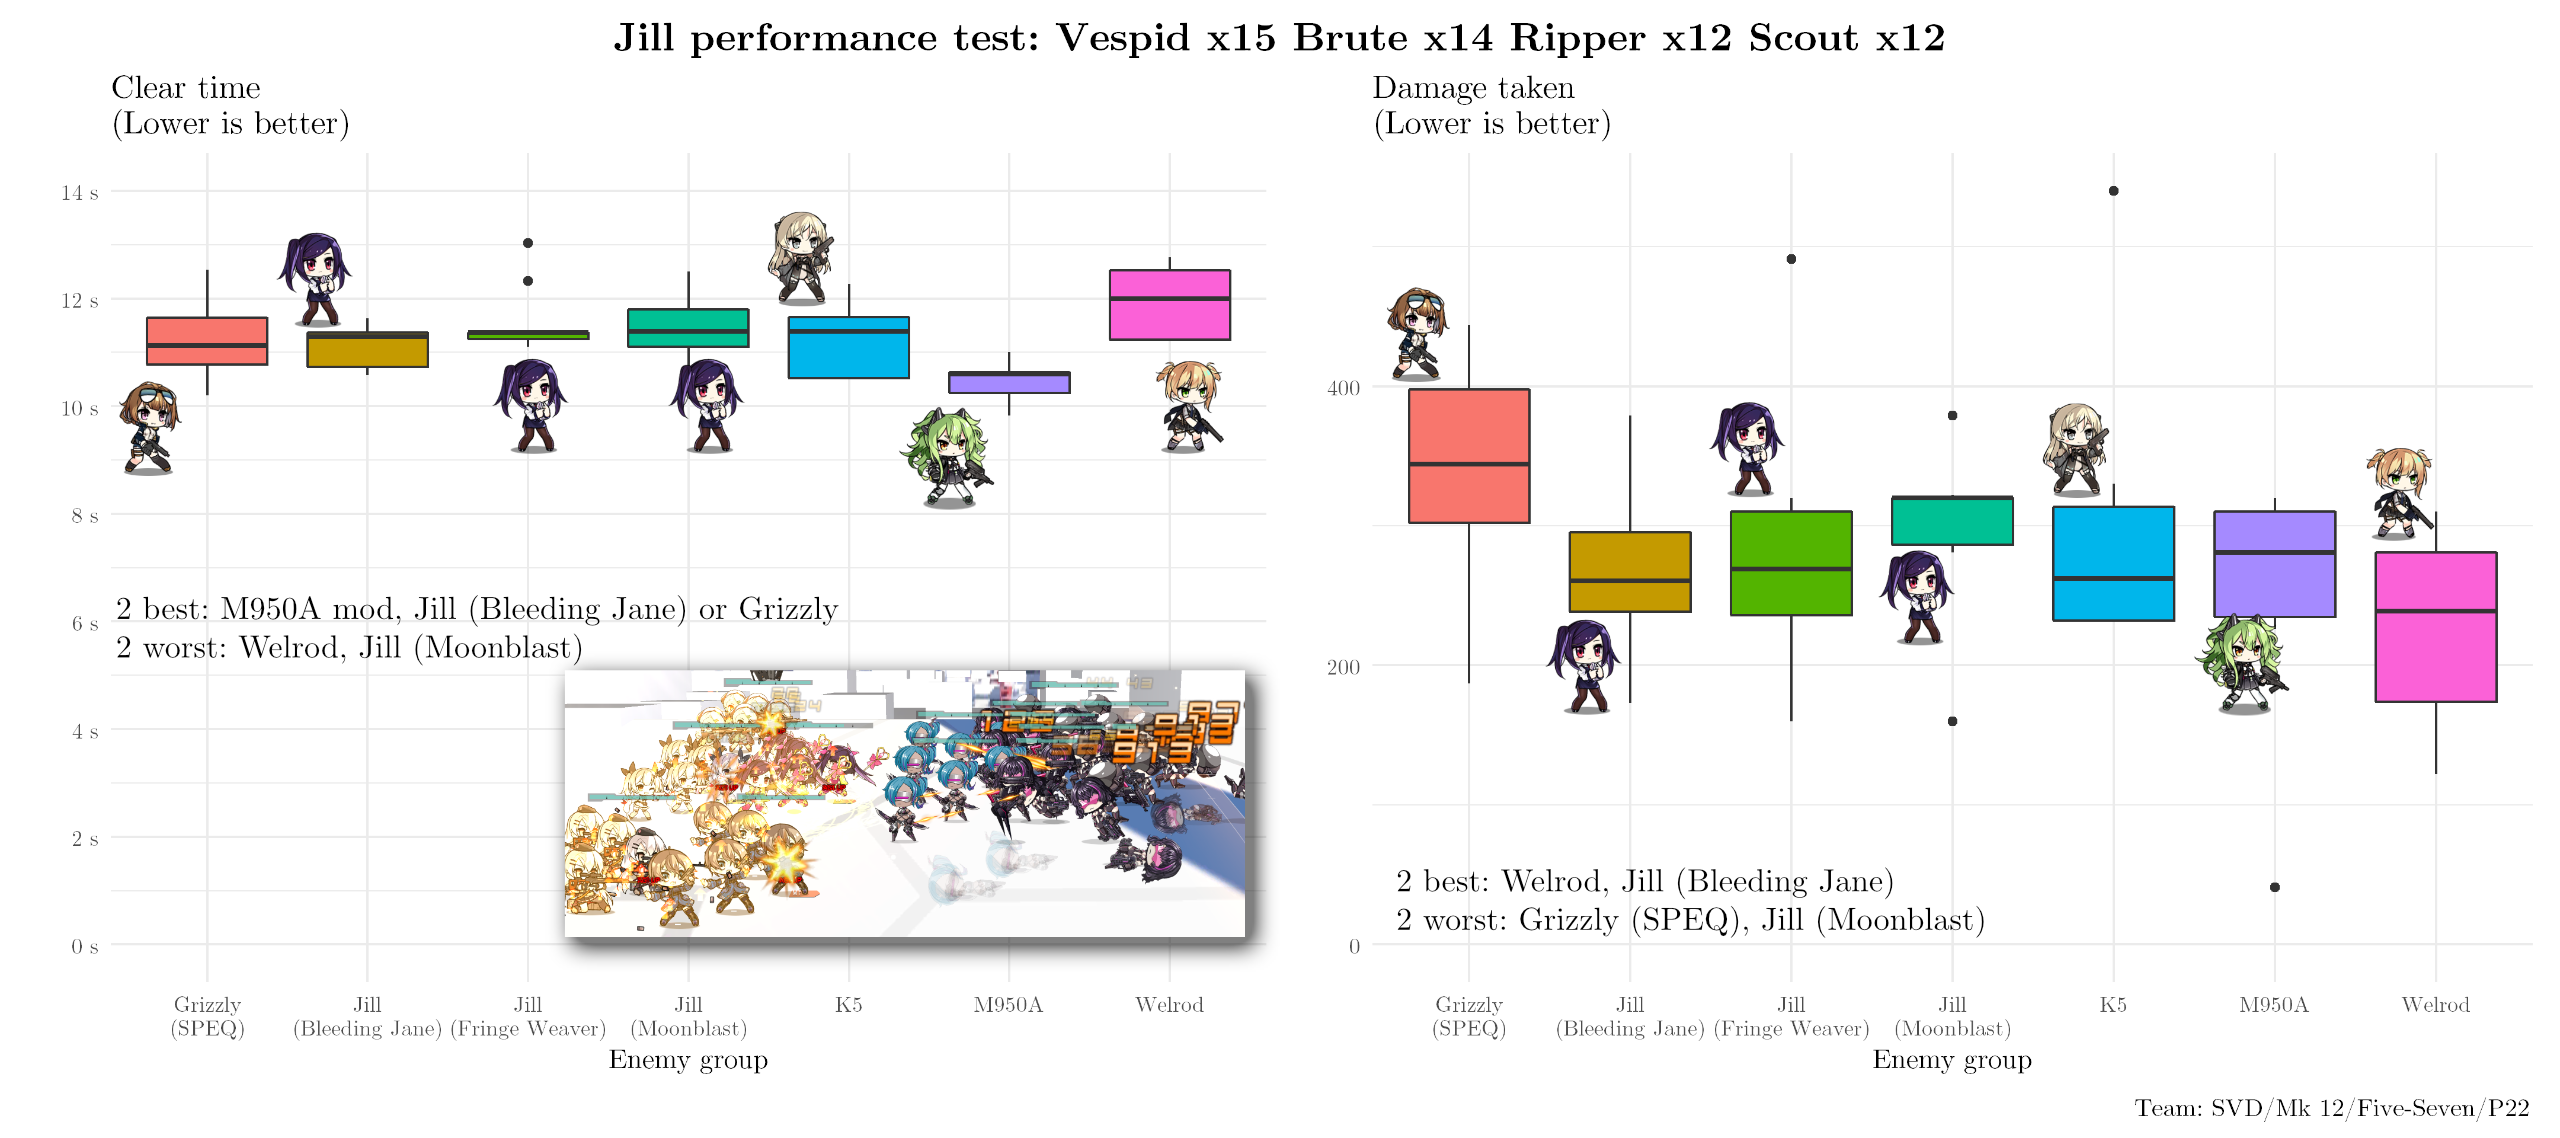 Jill performance test: Vespid x15 Brute x14 Ripper x12 Scout x12
Clear time
(Lower is better)
14 s
12 s
10 s
8 s
6 s
4 s
2 s
0 s
2 best: M950A mod, Jill (Bleeding Jane) or Grizzly
2 worst: Welrod, Jill (Moonblast)
Grizzly
(SPEQ)
Jill
(Bleeding Jane)
Jill
(Fringe Weaver)
Jill
(Moonblast)
K5
M950A
Welrod
Enemy group
Damage taken
(Lower is better)
400
200
0
2 best: Welrod, Jill (Bleeding Jane)
2 worst: Grizzly (SPEQ), Jill (Moonblast)
Grizzly
(SPEQ)
Jill
(Bleeding Jane)
Jill
(Fringe Weaver)
Jill
(Moonblast)
K5
M950A
Welrod
Enemy group
Team: SVD/Mk 12/Five-Seven/P22